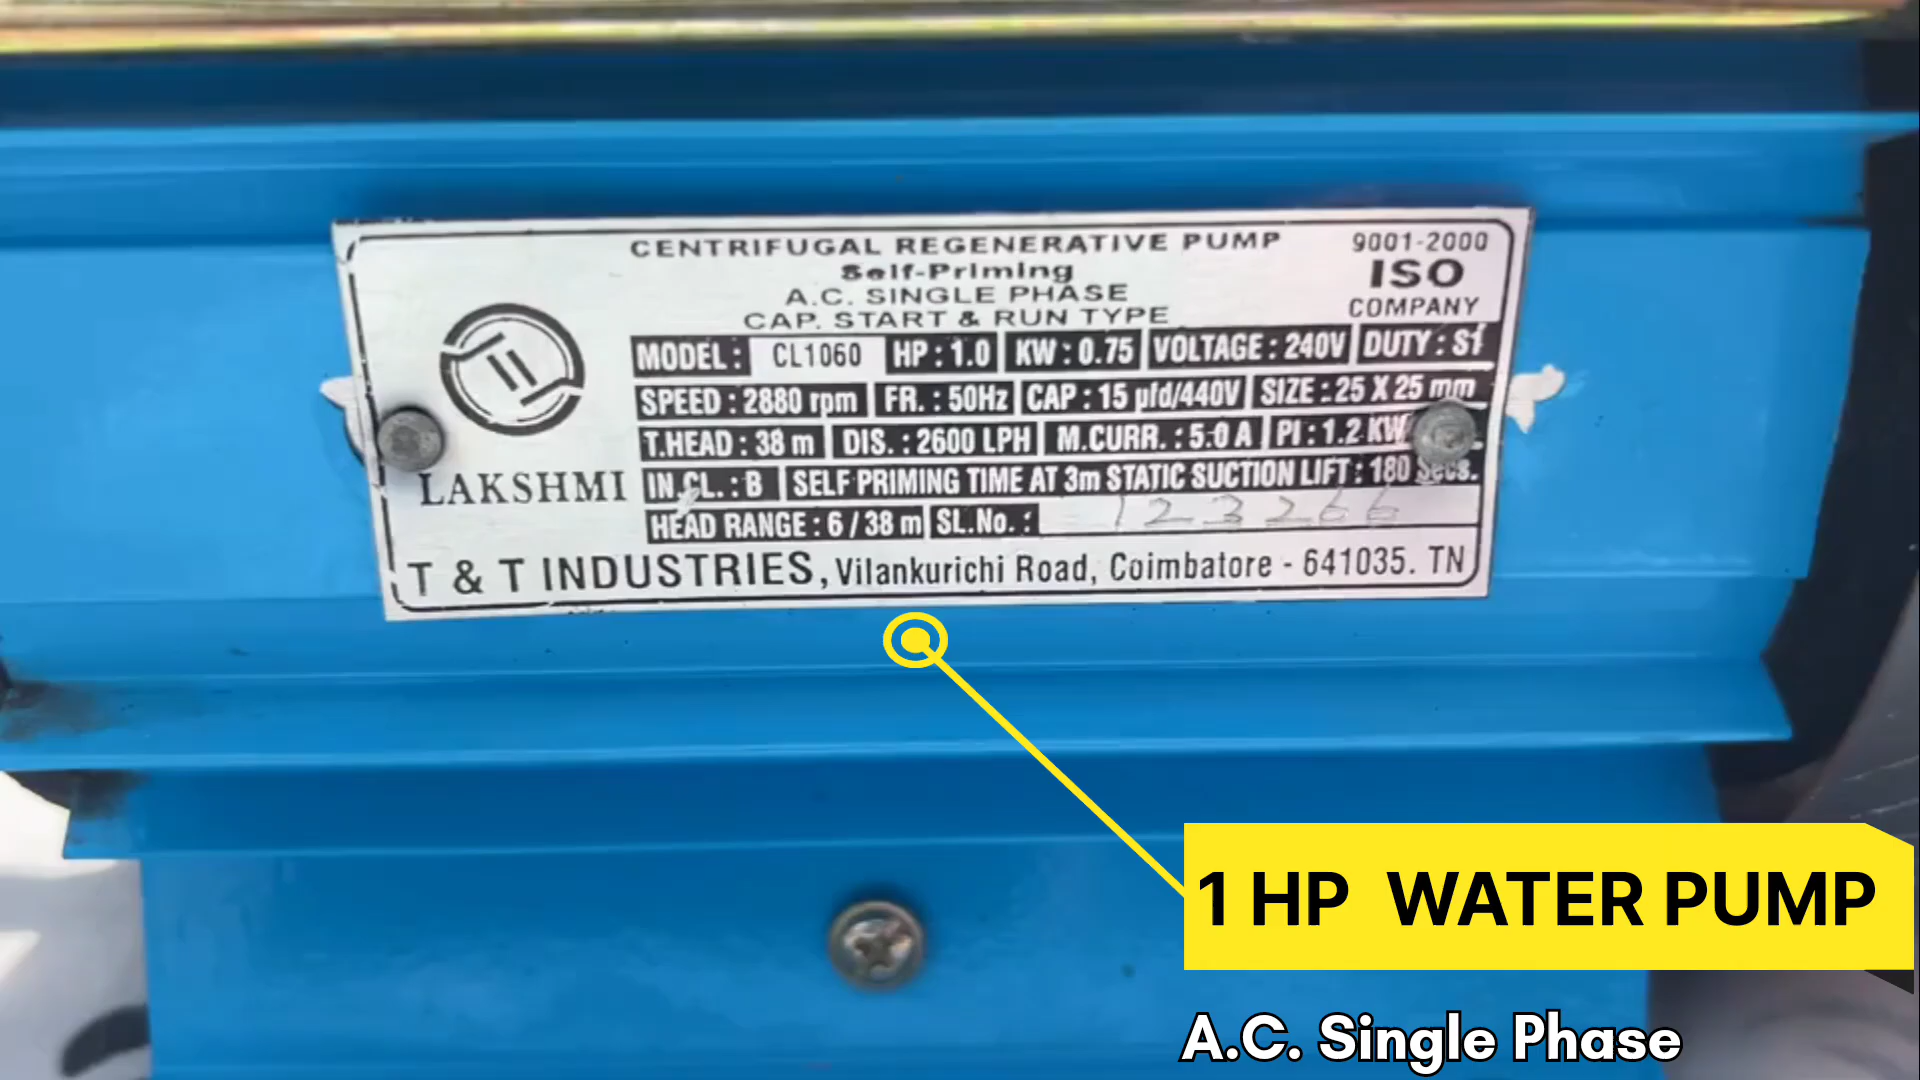 CENTRIFUGAL REGENERATIVE PUMP
Self-Priming
A.C. SINGLE PHASE
CAP. START & RUN TYPE
9001-2000
ISO
COMPANY
MODEL : CL1060 HP : 1.0 KW : 0.75 VOLTAGE : 240V DUTY : S1
SPEED : 2880 rpm FR. : 50Hz CAP : 15 µfd/440V SIZE : 25 X 25 mm
T.HEAD : 38 m DIS. : 2600 LPH M.CURR. : 5.0 A PI : 1.2 KW
IN.CL. : B SELF PRIMING TIME AT 3m STATIC SUCTION LIFT : 180 Secs.
HEAD RANGE : 6 / 38 m SL.No. : 123266
LAKSHMI
T & T INDUSTRIES, Vilankurichi Road, Coimbatore - 641035. TN
1 HP WATER PUMP
A.C. Single Phase